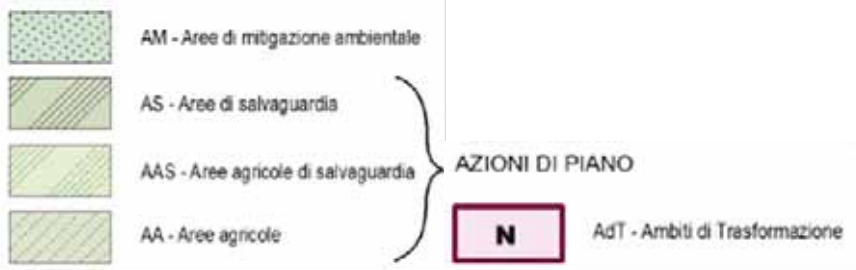 AM - Aree di mitigazione ambientale
AS - Aree di salvaguardia
AAS - Aree agricole di salvaguardia
AA - Aree agricole
AZIONI DI PIANO
N
AdT - Ambiti di Trasformazione